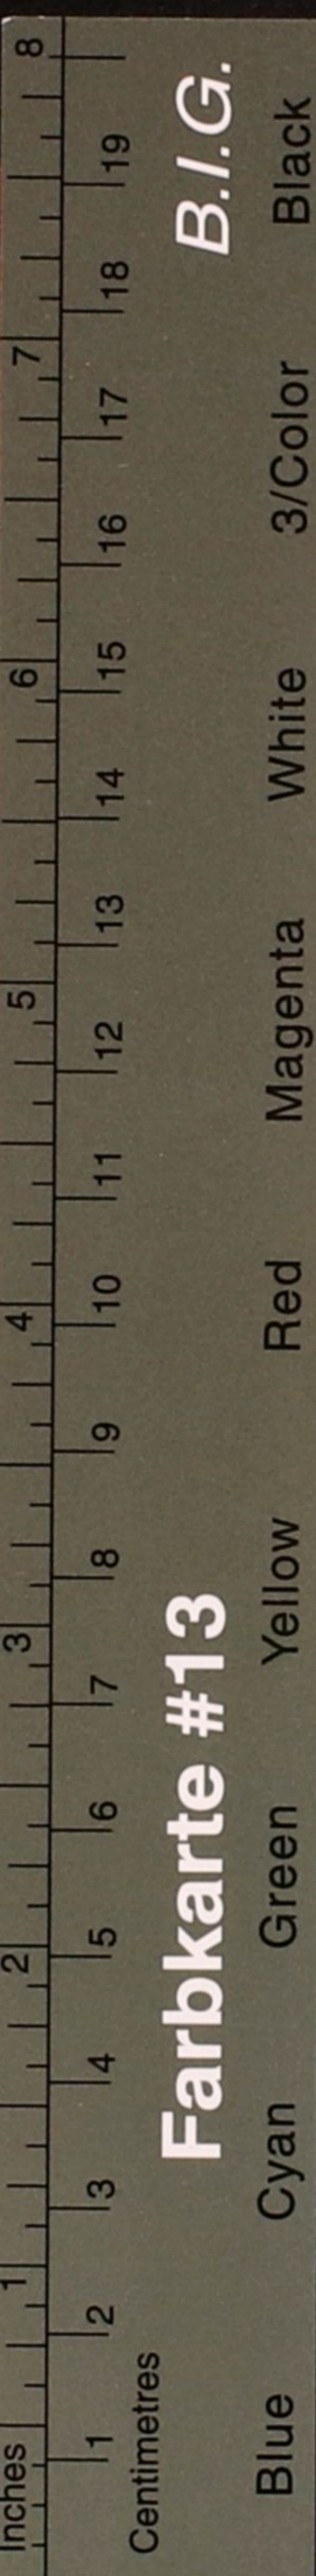 Inches 1 2 3 4 5 6 7 8
1 2 3 4 5 6 7 8 9 10 11 12 13 14 15 16 17 18 19
Centimetres
Farbkarte #13 B.I.G.
Blue Cyan Green Yellow Red Magenta White 3/Color Black